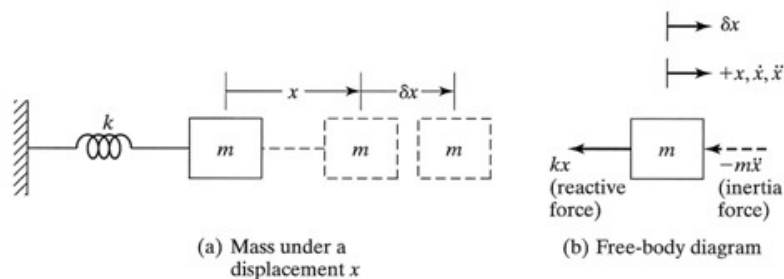 δx
x
δx
+x, ẋ, ẍ
k
m
m
m
m
kx
(reactive
force)
−mẍ
(inertia
force)
(a) Mass under a
displacement x
(b) Free-body diagram